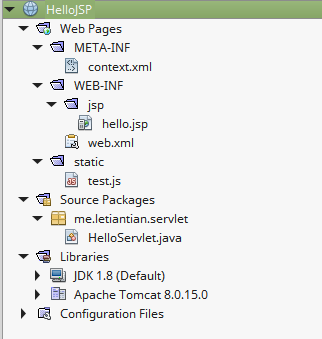 HelloJSP
Web Pages
META-INF
context.xml
WEB-INF
jsp
hello.jsp
web.xml
static
test.js
Source Packages
me.letiantian.servlet
HelloServlet.java
Libraries
JDK 1.8 (Default)
Apache Tomcat 8.0.15.0
Configuration Files